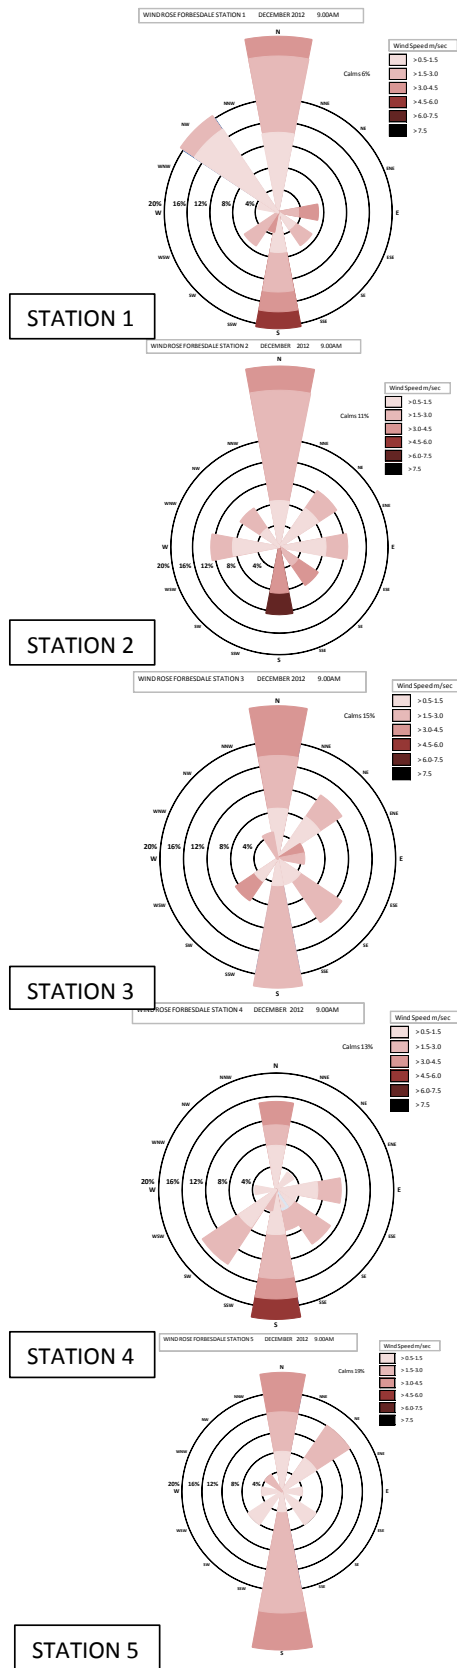 WIND ROSE FORBESDALE STATION 1 DECEMBER 2012 9.00AM
Wind Speed m/sec
N
>0.5-1.5
>1.5-3.0
Calms 6%
>3.0-4.5
>4.5-6.0
>6.0-7.5
>7.5
NNW
NNE
NW
NE
WNW
ENE
20% 16% 12% 8% 4%
W
E
WSW
ESE
SW
SE
SSW
SSE
S
STATION 1
WIND ROSE FORBESDALE STATION 2 DECEMBER 2012 9.00AM
N
Wind Speed m/sec
>0.5-1.5
>1.5-3.0
Calms 11%
>3.0-4.5
>4.5-6.0
>6.0-7.5
>7.5
NNW
NNE
NW
NE
WNW
ENE
W
E
20% 16% 12% 8% 4%
WSW
ESE
SW
SE
SSW
SSE
S
STATION 2
WIND ROSE FORBESDALE STATION 3 DECEMBER 2012 9.00AM
Wind Speed m/sec
N
>0.5-1.5
>1.5-3.0
Calms 15%
>3.0-4.5
>4.5-6.0
>6.0-7.5
>7.5
NNW
NNE
NW
NE
WNW
ENE
20% 16% 12% 8% 4%
W
E
WSW
ESE
SW
SE
SSW
SSE
S
STATION 3
WIND ROSE FORBESDALE STATION 4 DECEMBER 2012 9.00AM
Wind Speed m/sec
>0.5-1.5
>1.5-3.0
Calms 13%
>3.0-4.5
>4.5-6.0
>6.0-7.5
>7.5
N
NNW
NNE
NW
NE
WNW
ENE
20% 16% 12% 8% 4%
W
E
WSW
ESE
SW
SE
SSW
SSE
S
STATION 4
WIND ROSE FORBESDALE STATION 5 DECEMBER 2012 9.00AM
Wind Speed m/sec
N
>0.5-1.5
Calms 19%
>1.5-3.0
>3.0-4.5
>4.5-6.0
>6.0-7.5
>7.5
NNW
NNE
NW
NE
WNW
ENE
20% 16% 12% 8% 4%
W
E
WSW
ESE
SW
SE
SSW
SSE
S
STATION 5